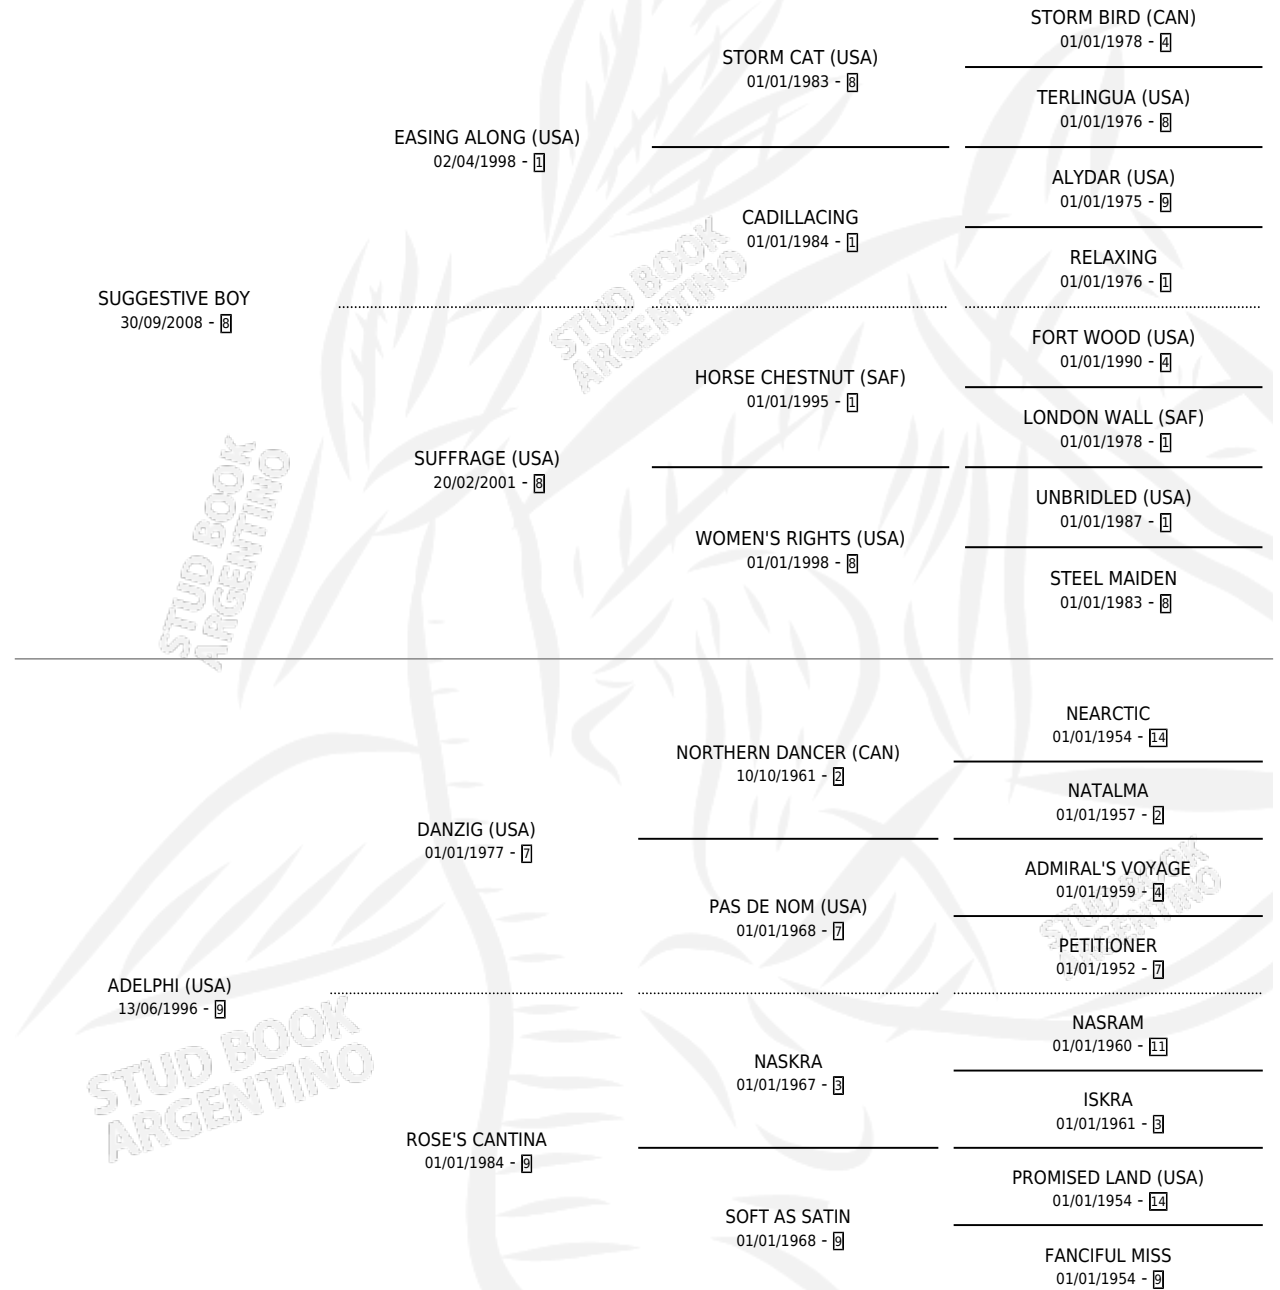 STORM BIRD (CAN)
01/01/1978 - 4
STORM CAT (USA)
01/01/1983 - 8
TERLINGUA (USA)
01/01/1976 - 8
EASING ALONG (USA)
02/04/1998 - 1
ALYDAR (USA)
01/01/1975 - 9
CADILLACING
01/01/1984 - 1
RELAXING
01/01/1976 - 1
SUGGESTIVE BOY
30/09/2008 - 8
FORT WOOD (USA)
01/01/1990 - 4
HORSE CHESTNUT (SAF)
01/01/1995 - 1
LONDON WALL (SAF)
01/01/1978 - 1
SUFFRAGE (USA)
20/02/2001 - 8
UNBRIDLED (USA)
01/01/1987 - 1
WOMEN'S RIGHTS (USA)
01/01/1998 - 8
STEEL MAIDEN
01/01/1983 - 8
NEARCTIC
01/01/1954 - 14
NORTHERN DANCER (CAN)
10/10/1961 - 2
NATALMA
01/01/1957 - 2
DANZIG (USA)
01/01/1977 - 7
ADMIRAL'S VOYAGE
01/01/1959 - 4
PAS DE NOM (USA)
01/01/1968 - 7
PETITIONER
01/01/1952 - 7
ADELPHI (USA)
13/06/1996 - 9
NASRAM
01/01/1960 - 11
NASKRA
01/01/1967 - 3
ISKRA
01/01/1961 - 3
ROSE'S CANTINA
01/01/1984 - 9
PROMISED LAND (USA)
01/01/1954 - 14
SOFT AS SATIN
01/01/1968 - 9
FANCIFUL MISS
01/01/1954 - 9
STUD BOOK
ARGENTINO
STUD BOOK
ARGENTINO
STUD BOOK
ARGENTINO
STUD BOOK
ARGENTINO